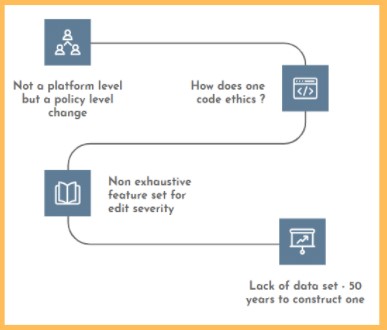 Not a platform level
but a policy level
change
How does one
code ethics ?
Non exhaustive
feature set for
edit severity
Lack of data set - 50
years to construct one